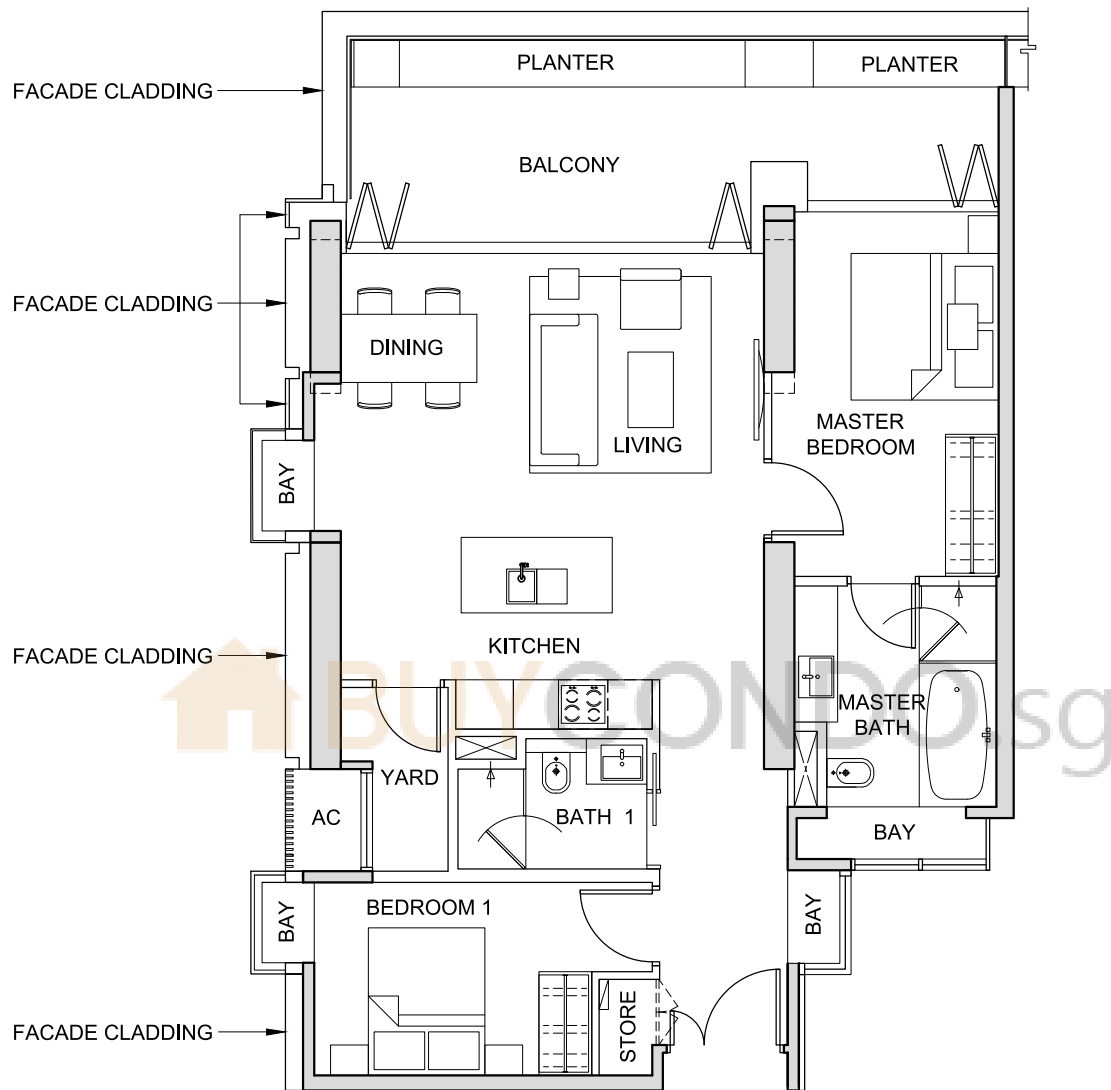 PLANTER
PLANTER
FACADE CLADDING
BALCONY
FACADE CLADDING
DINING
LIVING
MASTER
BEDROOM
BAY
KITCHEN
FACADE CLADDING
BUYCONDO.sg
MASTER
BATH
YARD
AC
BATH 1
BAY
BEDROOM 1
BAY
BAY
STORE
FACADE CLADDING